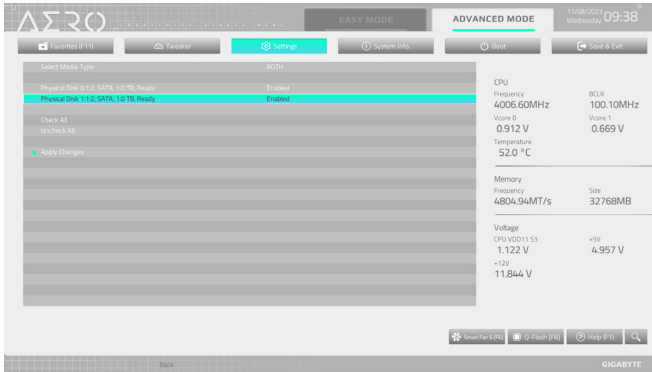 AERO
CREATIVITY STARTS HERE.
EASY MODE
ADVANCED MODE
11/08/2023
Wednesday 09:38
Favorites (F11)
Tweaker
Settings
System Info.
Boot
Save & Exit
Select Media Type BOTH
Physical Disk 0:1:2, SATA, 1.0 TB, Ready Enabled
Physical Disk 1:1:2, SATA, 1.0 TB, Ready Enabled
Check All
Uncheck All
Apply Changes
CPU
Frequency BCLK
4006.60MHz 100.10MHz
Vcore 0 Vcore 1
0.912 V 0.669 V
Temperature
52.0 °C
Memory
Frequency Size
4804.94MT/s 32768MB
Voltage
CPU VDD11 S3 +5V
1.122 V 4.957 V
+12V
11.844 V
Smart Fan 6 (F6)
Q-Flash (F8)
Help (F1)
Back
GIGABYTE